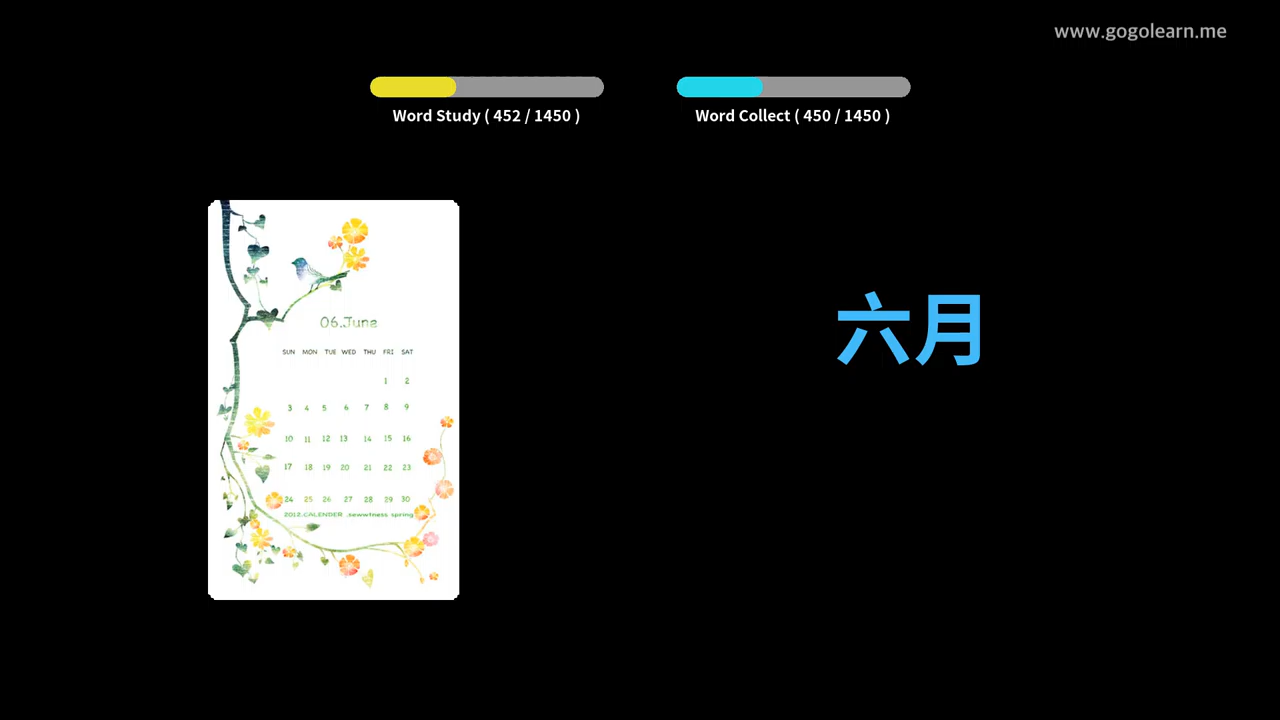 www.gogolearn.me
Word Study ( 452 / 1450 )
Word Collect ( 450 / 1450 )
06.June
SUN MON TUE WED THU FRI SAT
1 2
3 4 5 6 7 8 9
10 11 12 13 14 15 16
17 18 19 20 21 22 23
24 25 26 27 28 29 30
2012.CALENDER .sewwtness spring
六月